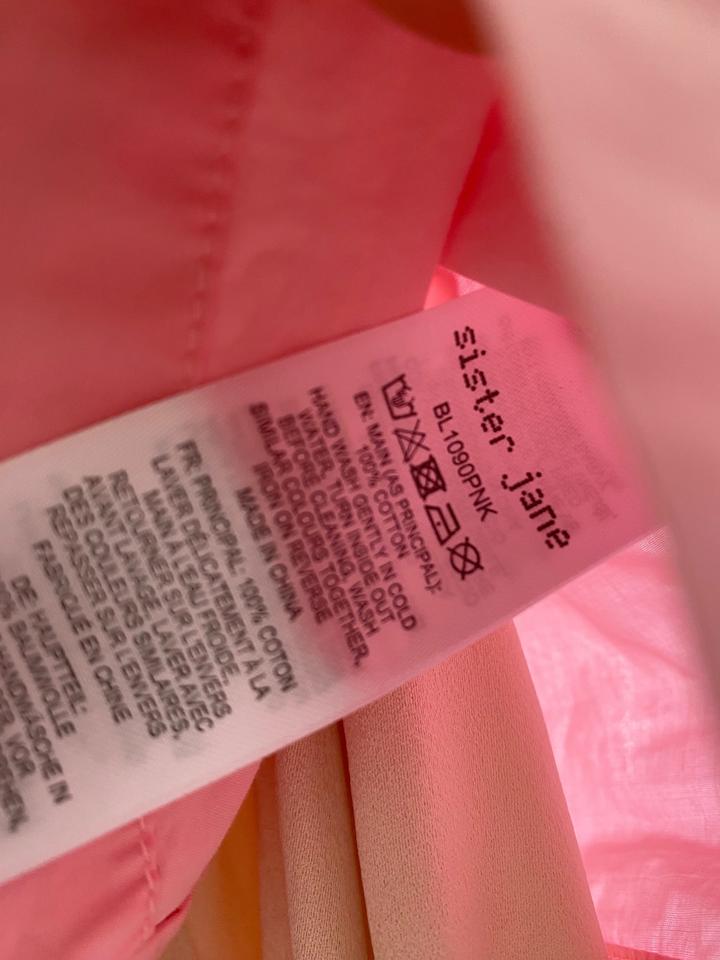 sister jane
BL1090PNK
EN: MAIN (AS PRINCIPAL):
100% COTTON
HAND WASH GENTLY IN COLD
WATER, TURN INSIDE OUT
BEFORE CLEANING, WASH
SIMILAR COLOURS TOGETHER,
IRON ON REVERSE
MADE IN CHINA
FR: PRINCIPAL: 100% COTON
LAVER DÉLICATEMENT À LA
MAIN À L'EAU FROIDE.
RETOURNER SUR L'ENVERS
AVANT LAVAGE, LAVER AVEC
DES COULEURS SIMILAIRES,
REPASSER SUR L'ENVERS
FABRIQUÉ EN CHINE
DE: HAUPTTEIL:
BAUMWOLLE
HANDWÄSCHE IN
VOR